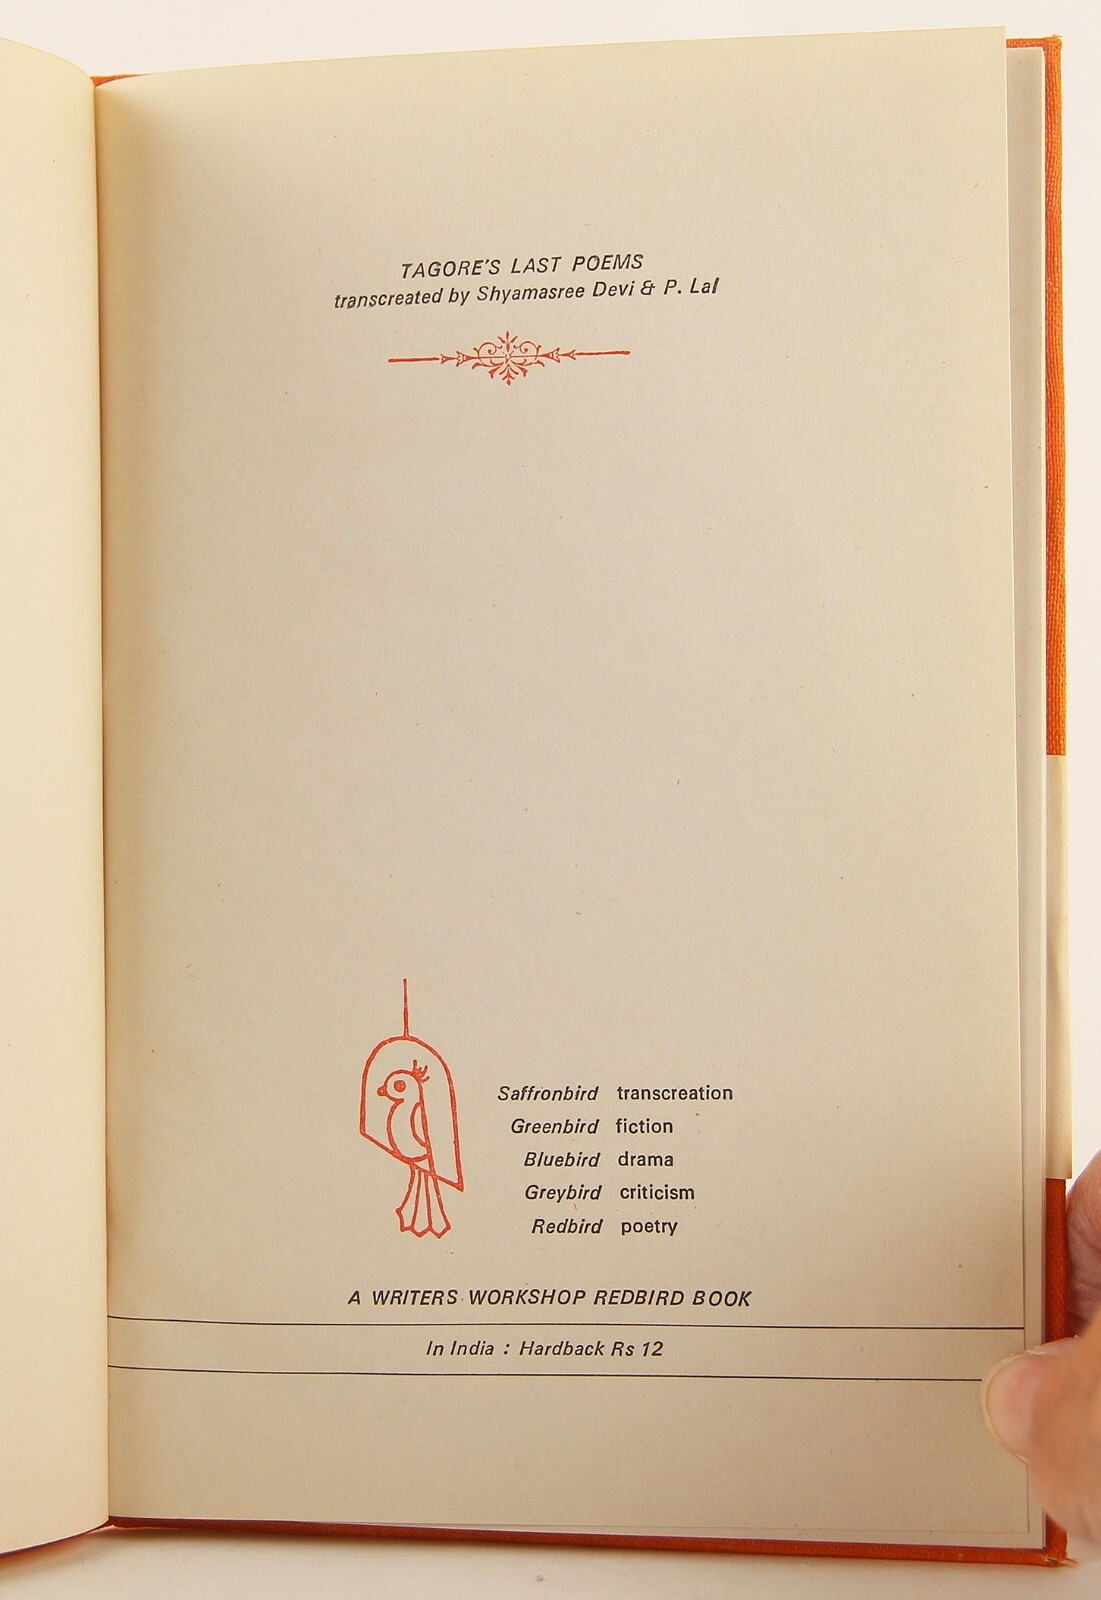 TAGORE'S LAST POEMS
transcreated by Shyamasree Devi & P. Lal
Saffronbird transcreation
Greenbird fiction
Bluebird drama
Greybird criticism
Redbird poetry
A WRITERS WORKSHOP REDBIRD BOOK
In India : Hardback Rs 12